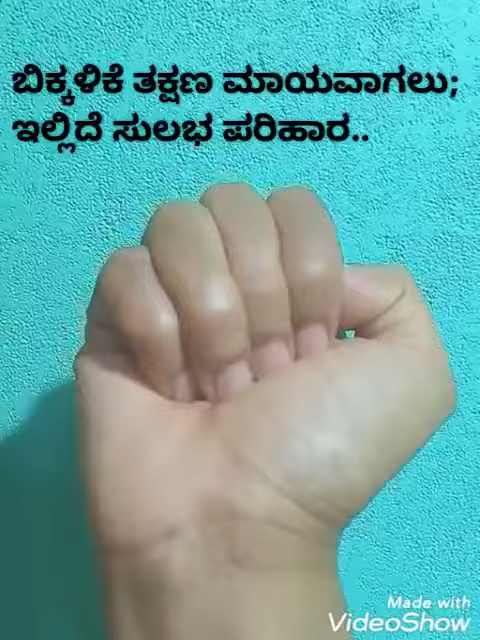 ಬಿಕ್ಕಳಿಕೆ ತಕ್ಷಣ ಮಾಯವಾಗಲು;
ಇಲ್ಲಿದೆ ಸುಲಭ ಪರಿಹಾರ..
Made with
VideoShow